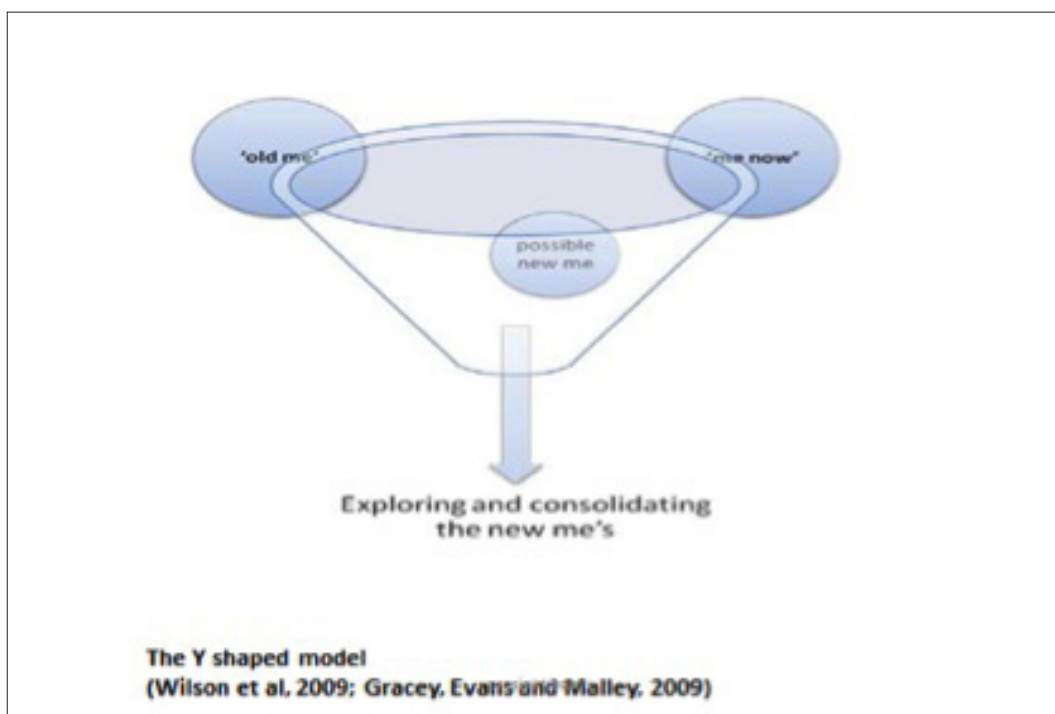 'old me'
'me now'
possible
new me
Exploring and consolidating
the new me's
The Y shaped model
(Wilson et al, 2009; Gracey, Evans and Malley, 2009)